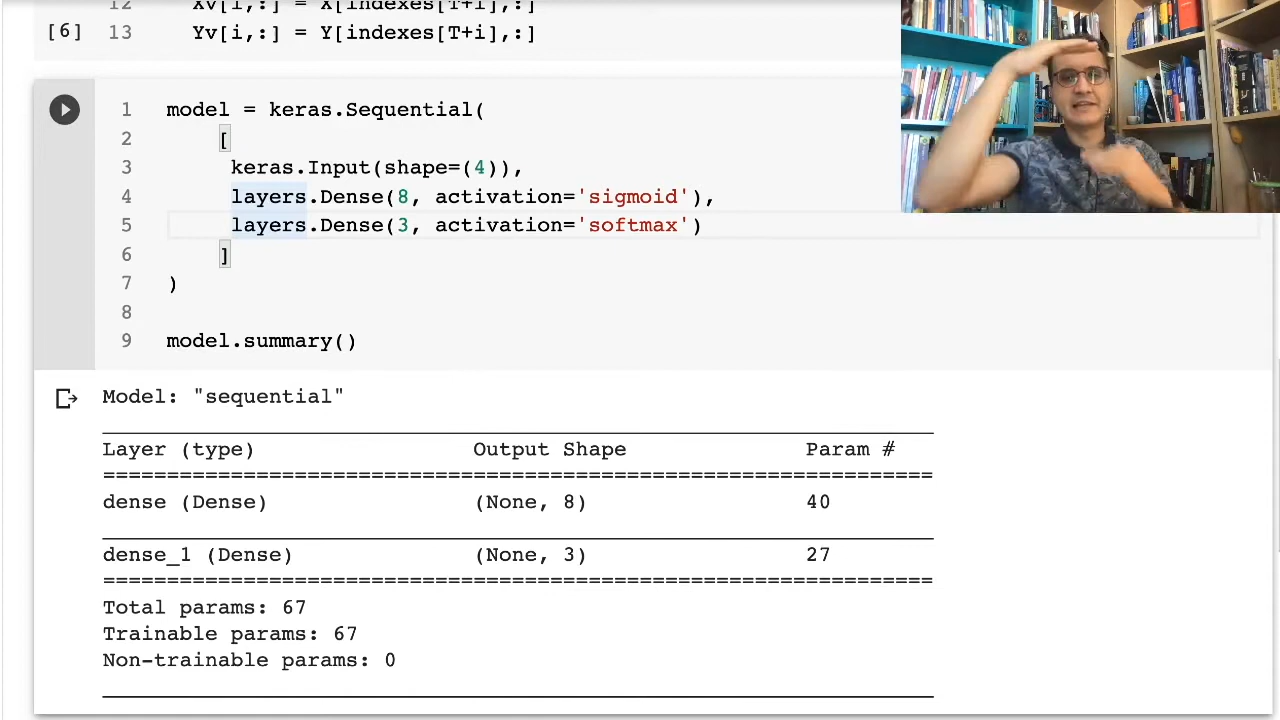 12 Xv[i,:] = X[indexes[T+i],:]
[6] 13 Yv[i,:] = Y[indexes[T+i],:]
1 model = keras.Sequential(
2 [
3 keras.Input(shape=(4)),
4 layers.Dense(8, activation='sigmoid'),
5 layers.Dense(3, activation='softmax')
6 ]
7 )
8
9 model.summary()
Model: "sequential"
Layer (type) Output Shape Param #
=================================================================
dense (Dense) (None, 8) 40
dense_1 (Dense) (None, 3) 27
=================================================================
Total params: 67
Trainable params: 67
Non-trainable params: 0